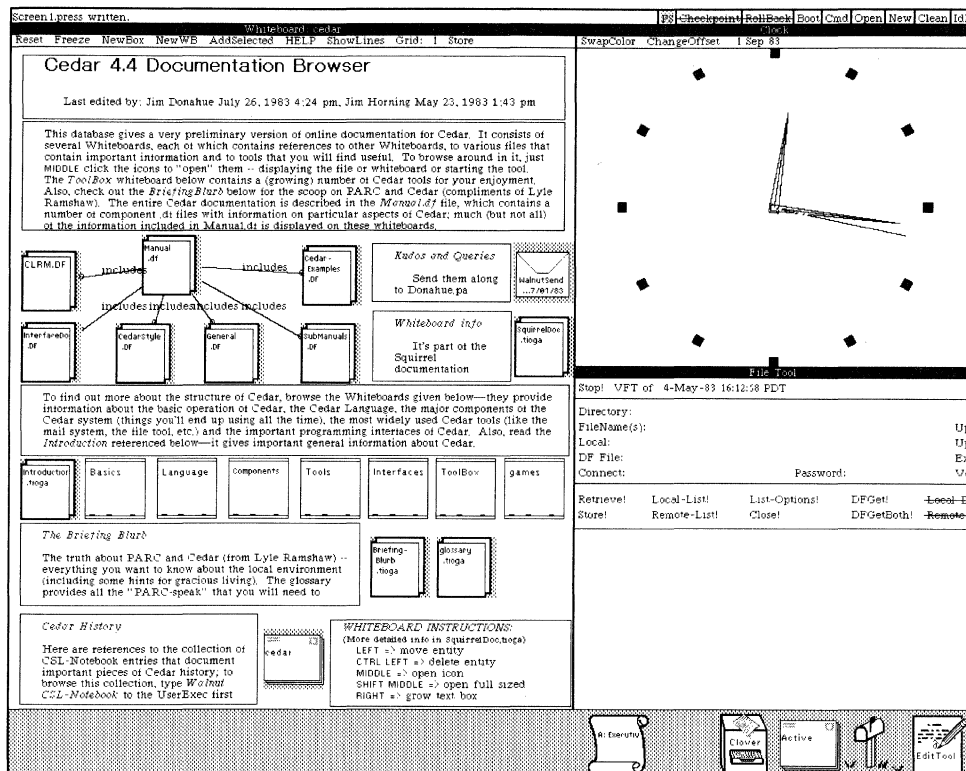 Screen1.press written.
PS Checkpoint RollBack Boot Cmd Open New Clean Id
Whiteboard cedar
Reset Freeze NewBox NewWB AddSelected HELP ShowLines Grid: 1 Store
Cedar 4.4 Documentation Browser
Last edited by: Jim Donahue July 26, 1983 4:24 pm, Jim Horning May 23, 1983 1:43 pm
This database gives a very preliminary version of online documentation for Cedar. It consists of
several Whiteboards, each of which contains references to other Whiteboards, to various files that
contain important information and to tools that you will find useful. To browse around in it, just
MIDDLE click the icons to "open" them -- displaying the file or whiteboard or starting the tool.
The ToolBox whiteboard below contains a (growing) number of Cedar tools for your enjoyment.
Also, check out the BriefingBlurb below for the scoop on PARC and Cedar (compliments of Lyle
Ramshaw). The entire Cedar documentation is described in the Manual.df file, which contains a
number of component .df files with information on particular aspects of Cedar; much (but not all)
of the information included in Manual.df is displayed on these whiteboards.
CLRM.DF
includes
Manual
.df
includes
Cedar -
Examples
.DF
includes includes includes includes
InterfaceDo
.DF
CedarStyle
.DF
General
.DF
SubManuals
.DF
Kudos and Queries
Send them along
to Donahue.pa
WalnutSend
...7/01/83
Whiteboard info
It's part of the
Squirrel
documentation
SquirrelDoc
.tioga
To find out more about the structure of Cedar, browse the Whiteboards given below—they provide
information about the basic operation of Cedar, the Cedar Language, the major components of the
Cedar system (things you'll end up using all the time), the most widely used Cedar tools (like the
mail system, the file tool, etc.) and the important programming interfaces of Cedar. Also, read the
Introduction referenced below—it gives important general information about Cedar.
Introduction
.tioga
Basics
Language
Components
Tools
Interfaces
ToolBox
games
The Briefing Blurb
The truth about PARC and Cedar (from Lyle Ramshaw) --
everything you want to know about the local environment
(including some hints for gracious living). The glossary
provides all the "PARC-speak" that you will need to
Briefing-
Blurb
.tioga
glossary
.tioga
Cedar History
Here are references to the collection of
CSL-Notebook entries that document
important pieces of Cedar history; to
browse this collection, type Walnut
CSL-Notebook to the UserExec first
cedar
WHITEBOARD INSTRUCTIONS:
(More detailed info in SquirrelDoc.tioga)
LEFT => move entity
CTRL LEFT => delete entity
MIDDLE => open icon
SHIFT MIDDLE => open full sized
RIGHT => grow text box
Clock
SwapColor ChangeOffset 1 Sep 83
File Tool
Stop! VFT of 4-May-83 16:12:58 PDT
Directory:
FileName(s): Up
Local: Up
DF File: Ex
Connect: Password: Ve
Retrieve! Local-List! List-Options! DFGet! Local-D
Store! Remote-List! Close! DFGetBoth! Remote
A: Executiv
Clover
Active
EditTool